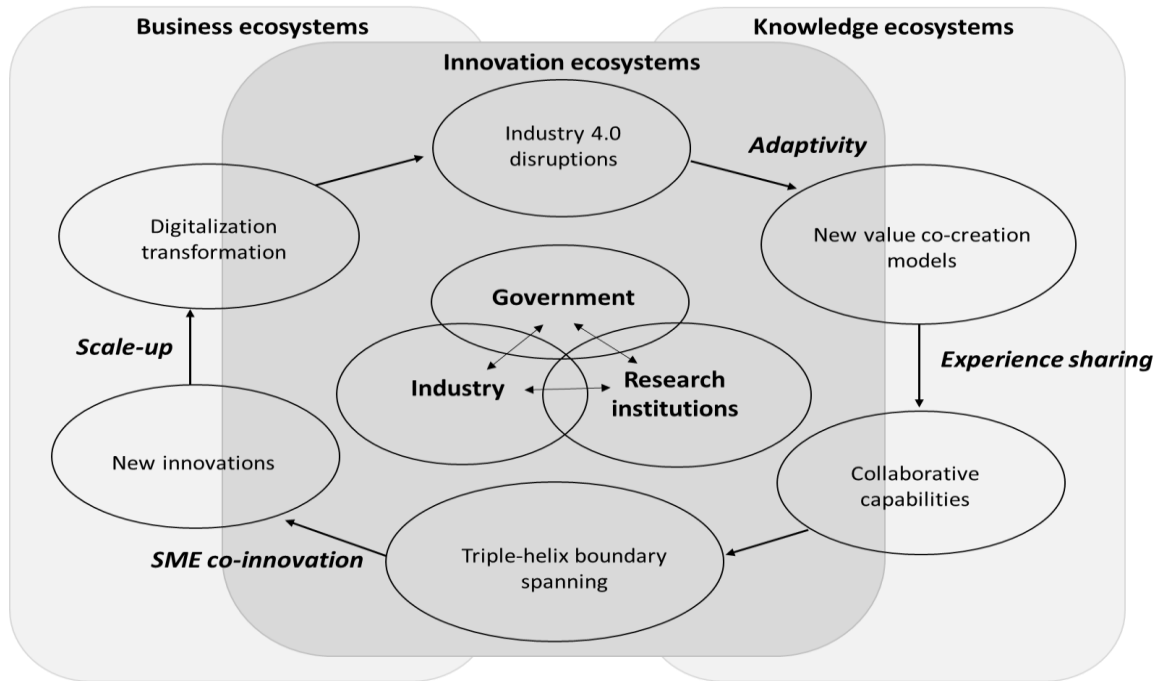 Business ecosystems
Knowledge ecosystems
Innovation ecosystems
Industry 4.0
disruptions
Adaptivity
Digitalization
transformation
New value co-creation
models
Government
Scale-up
Experience sharing
Industry
Research
institutions
New innovations
Collaborative
capabilities
SME co-innovation
Triple-helix boundary
spanning